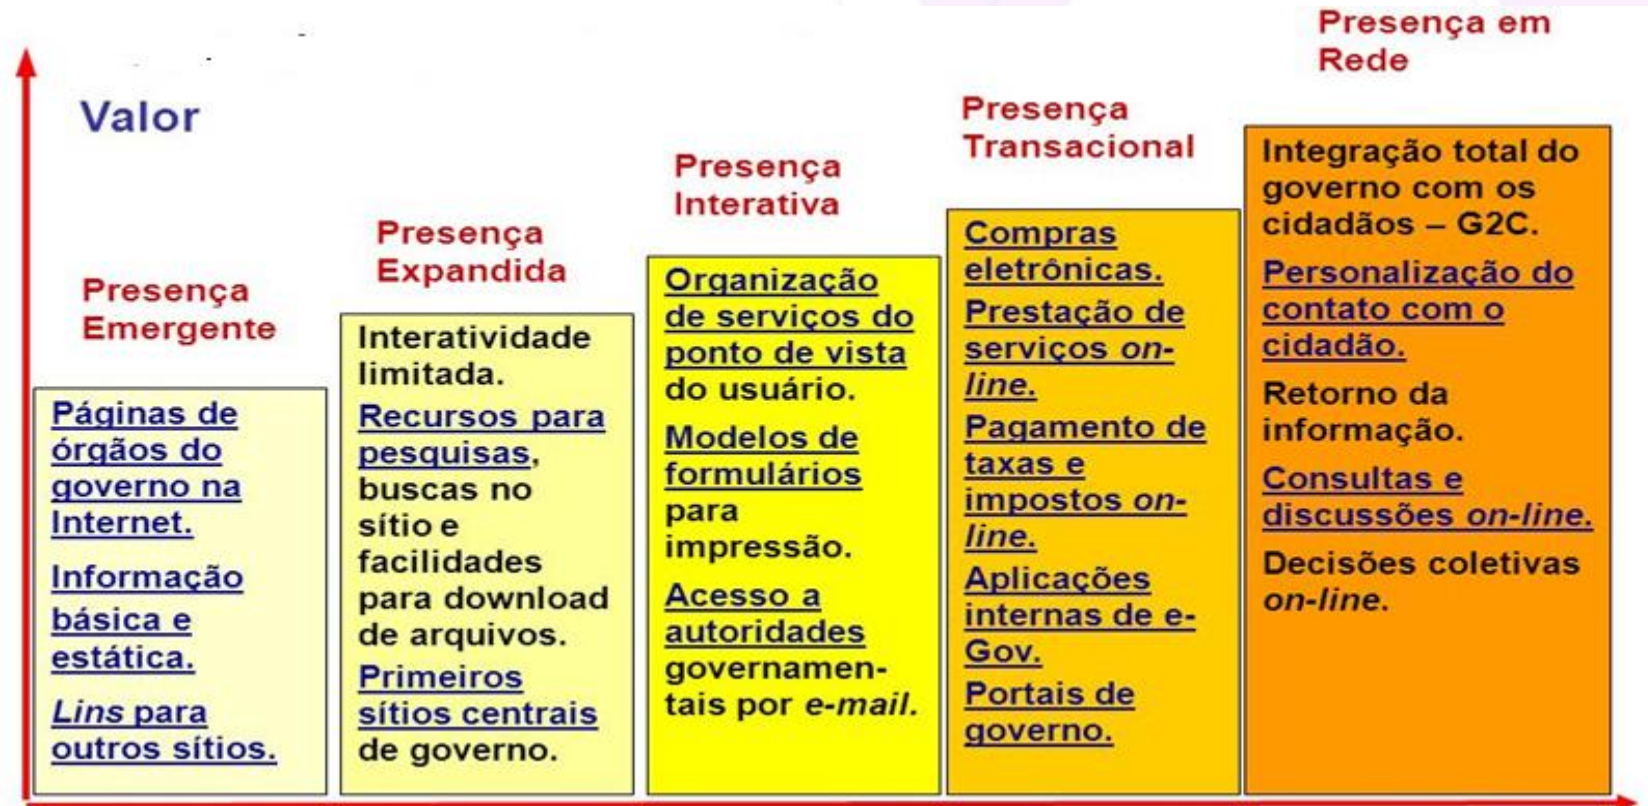 Valor
Presença
Emergente
Páginas de
órgãos do
governo na
Internet.
Informação
básica e
estática.
Lins para
outros sítios.
Presença
Expandida
Interatividade
limitada.
Recursos para
pesquisas,
buscas no
sítio e
facilidades
para download
de arquivos.
Primeiros
sítios centrais
de governo.
Presença
Interativa
Organização
de serviços do
ponto de vista
do usuário.
Modelos de
formulários
para
impressão.
Acesso a
autoridades
governamen-
tais por e-mail.
Presença
Transacional
Compras
eletrônicas.
Prestação de
serviços on-
line.
Pagamento de
taxas e
impostos on-
line.
Aplicações
internas de e-
Gov.
Portais de
governo.
Presença em
Rede
Integração total do
governo com os
cidadãos – G2C.
Personalização do
contato com o
cidadão.
Retorno da
informação.
Consultas e
discussões on-line.
Decisões coletivas
on-line.